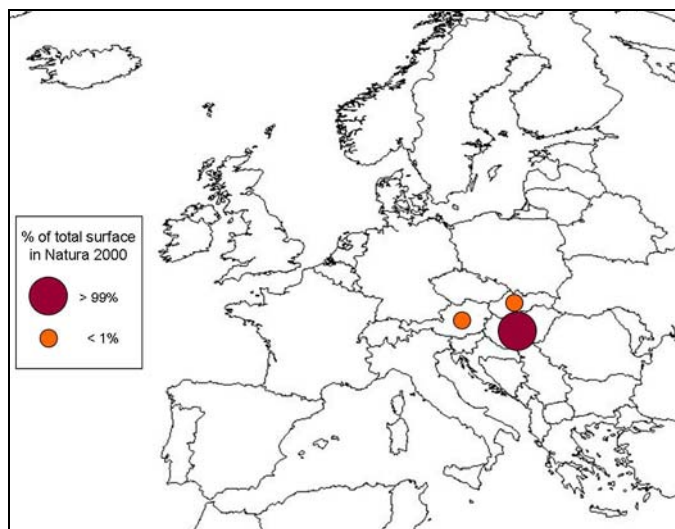 % of total surface
in Natura 2000
> 99%
< 1%